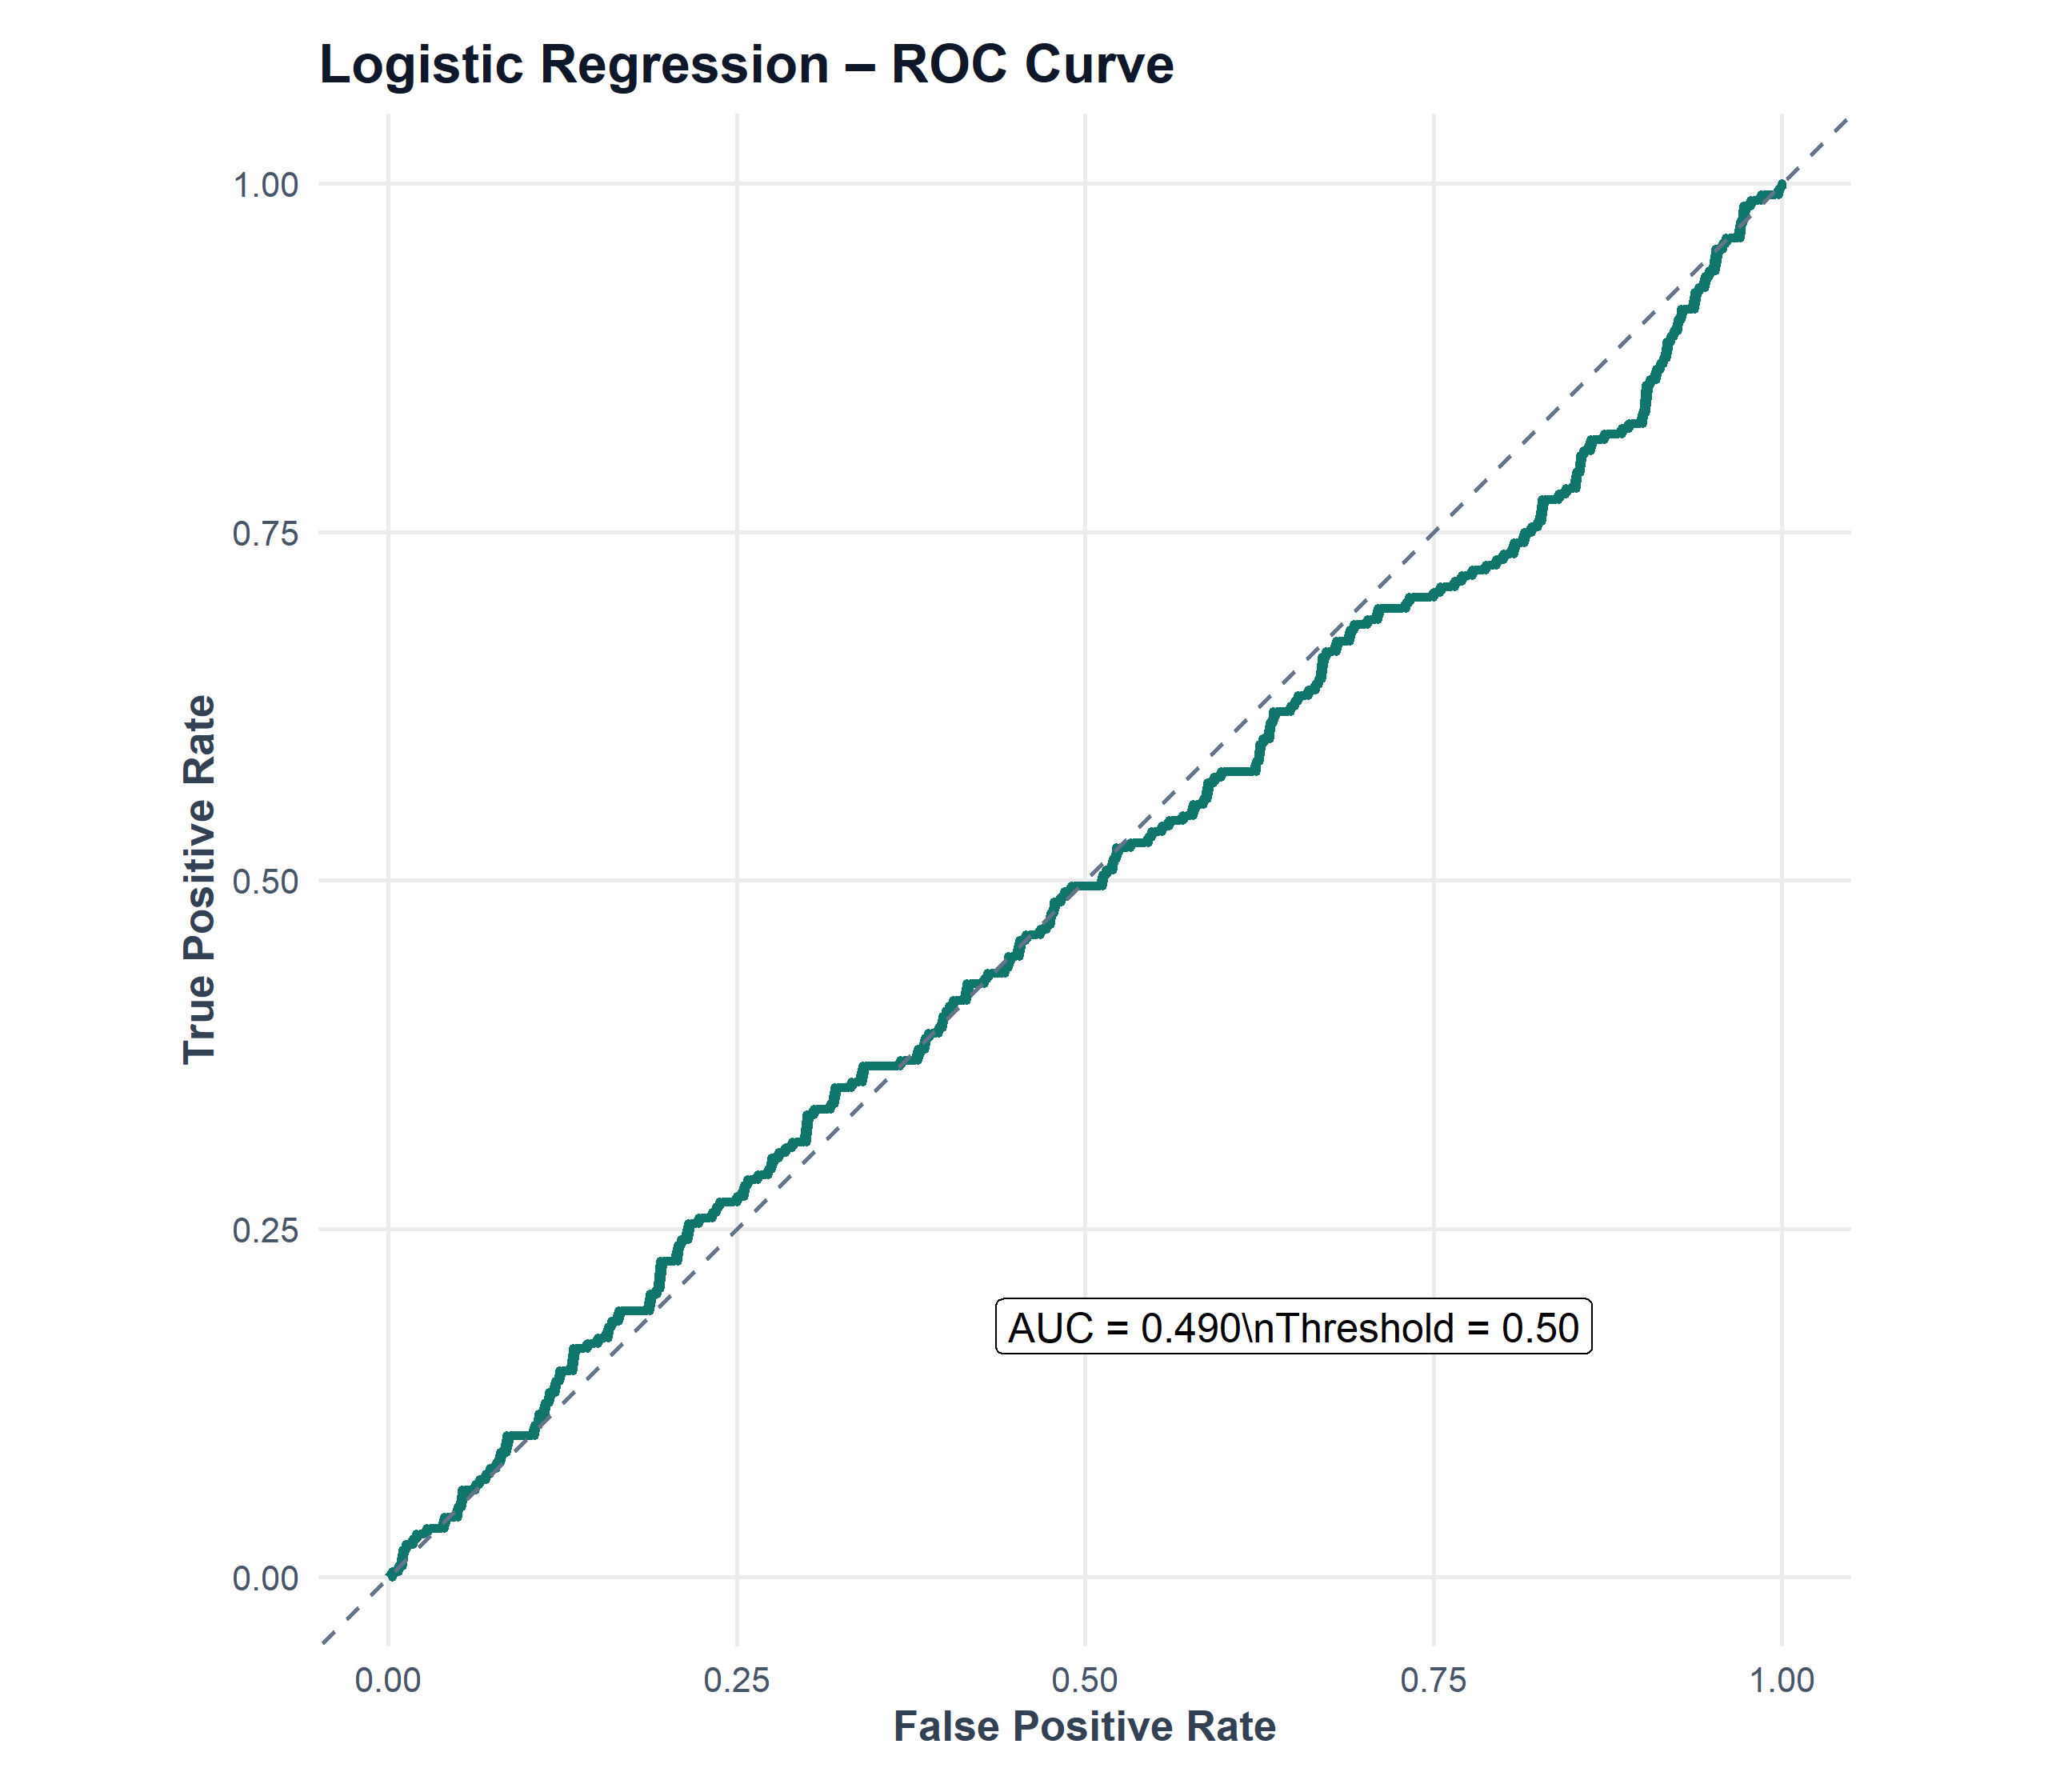 Logistic Regression – ROC Curve
True Positive Rate
1.00
0.75
0.50
0.25
0.00
AUC = 0.490\nThreshold = 0.50
0.00 0.25 0.50 0.75 1.00
False Positive Rate